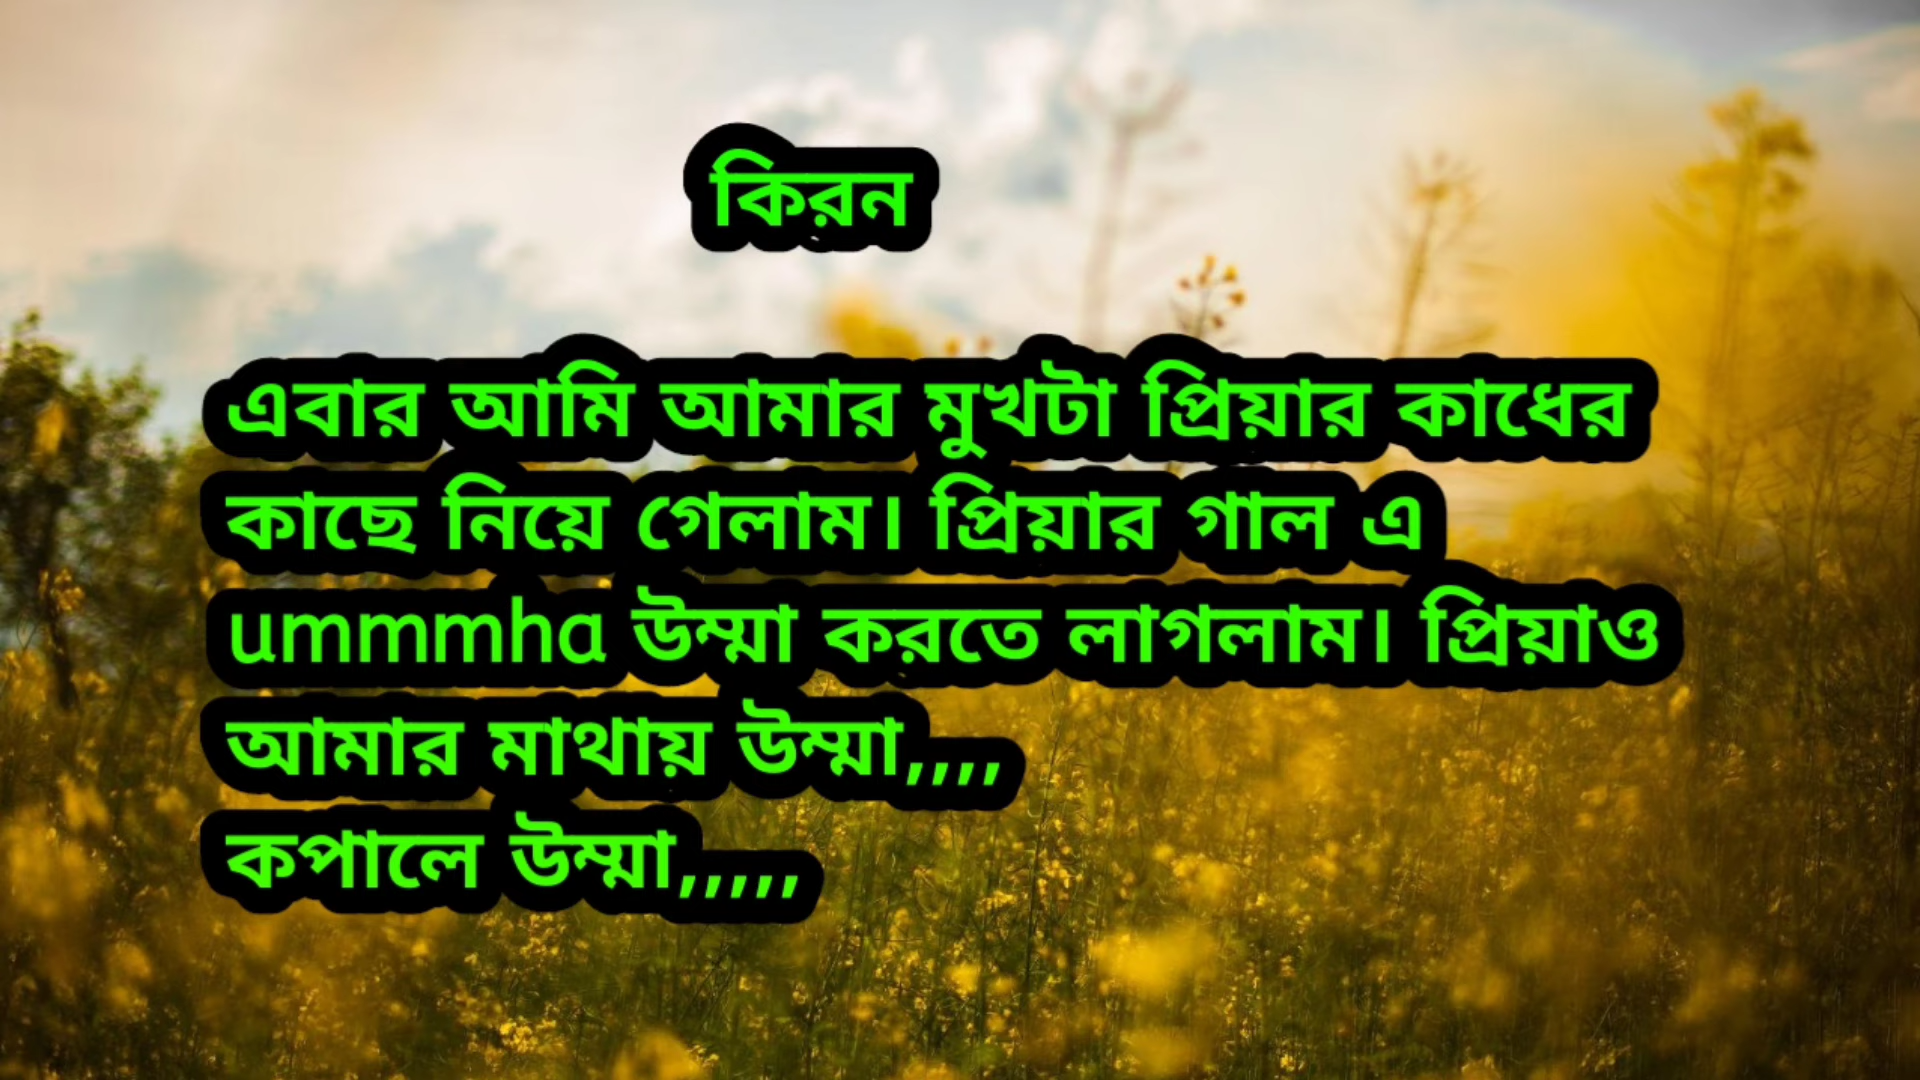 কিরন
এবার আমি আমার মুখটা প্রিয়ার কাধের
কাছে নিয়ে গেলাম। প্রিয়ার গাল এ
ummmha উম্মা করতে লাগলাম। প্রিয়াও
আমার মাথায় উম্মা,,,,
কপালে উম্মা,,,,,